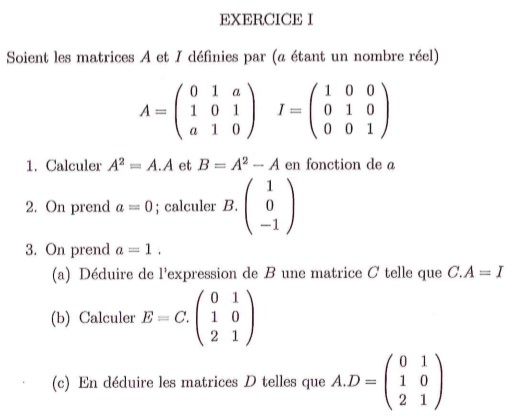 EXERCICE I
Soient les matrices A et I définies par (a étant un nombre réel)
A = \begin{pmatrix} 0 & 1 & a \\ 1 & 0 & 1 \\ a & 1 & 0 \end{pmatrix} I = \begin{pmatrix} 1 & 0 & 0 \\ 0 & 1 & 0 \\ 0 & 0 & 1 \end{pmatrix}
1. Calculer A² = A.A et B = A² − A en fonction de a
2. On prend a = 0 ; calculer B. \begin{pmatrix} 1 \\ 0 \\ -1 \end{pmatrix}
3. On prend a = 1 .
(a) Déduire de l'expression de B une matrice C telle que C.A = I
(b) Calculer E = C. \begin{pmatrix} 0 & 1 \\ 1 & 0 \\ 2 & 1 \end{pmatrix}
(c) En déduire les matrices D telles que A.D = \begin{pmatrix} 0 & 1 \\ 1 & 0 \\ 2 & 1 \end{pmatrix}